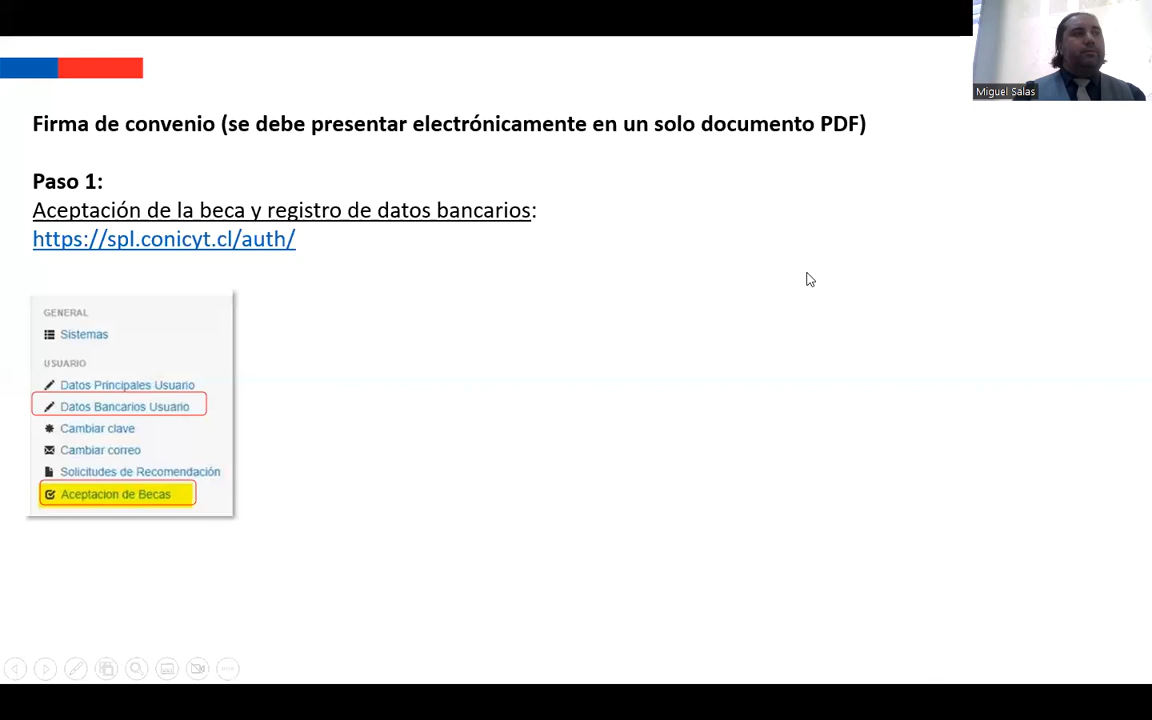 Miguel Salas
Firma de convenio (se debe presentar electrónicamente en un solo documento PDF)
Paso 1:
Aceptación de la beca y registro de datos bancarios:
https://spl.conicyt.cl/auth/
GENERAL
Sistemas
USUARIO
Datos Principales Usuario
Datos Bancarios Usuario
Cambiar clave
Cambiar correo
Solicitudes de Recomendación
Aceptacion de Becas